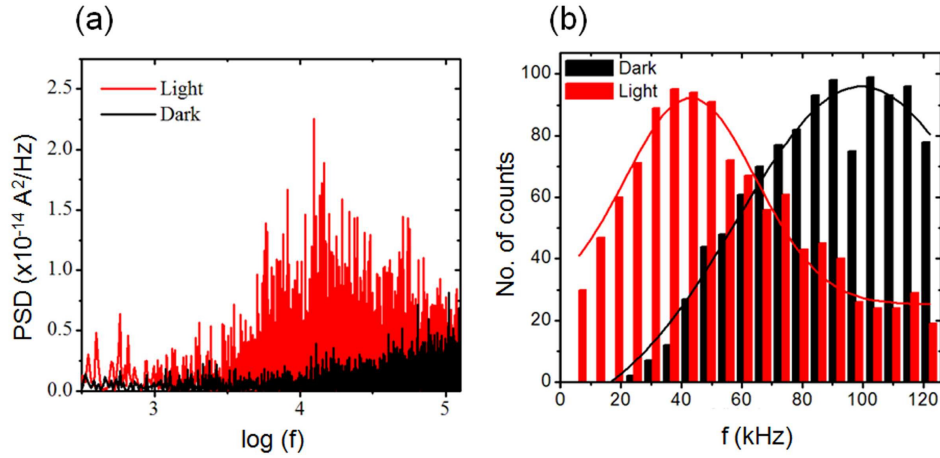 (a)
(b)
PSD (x10⁻¹⁴ A²/Hz)
2.5
2.0
1.5
1.0
0.5
0.0
Light
Dark
3
4
5
log (f)
No. of counts
100
80
60
40
20
0
Dark
Light
0
20
40
60
80
100
120
f (kHz)